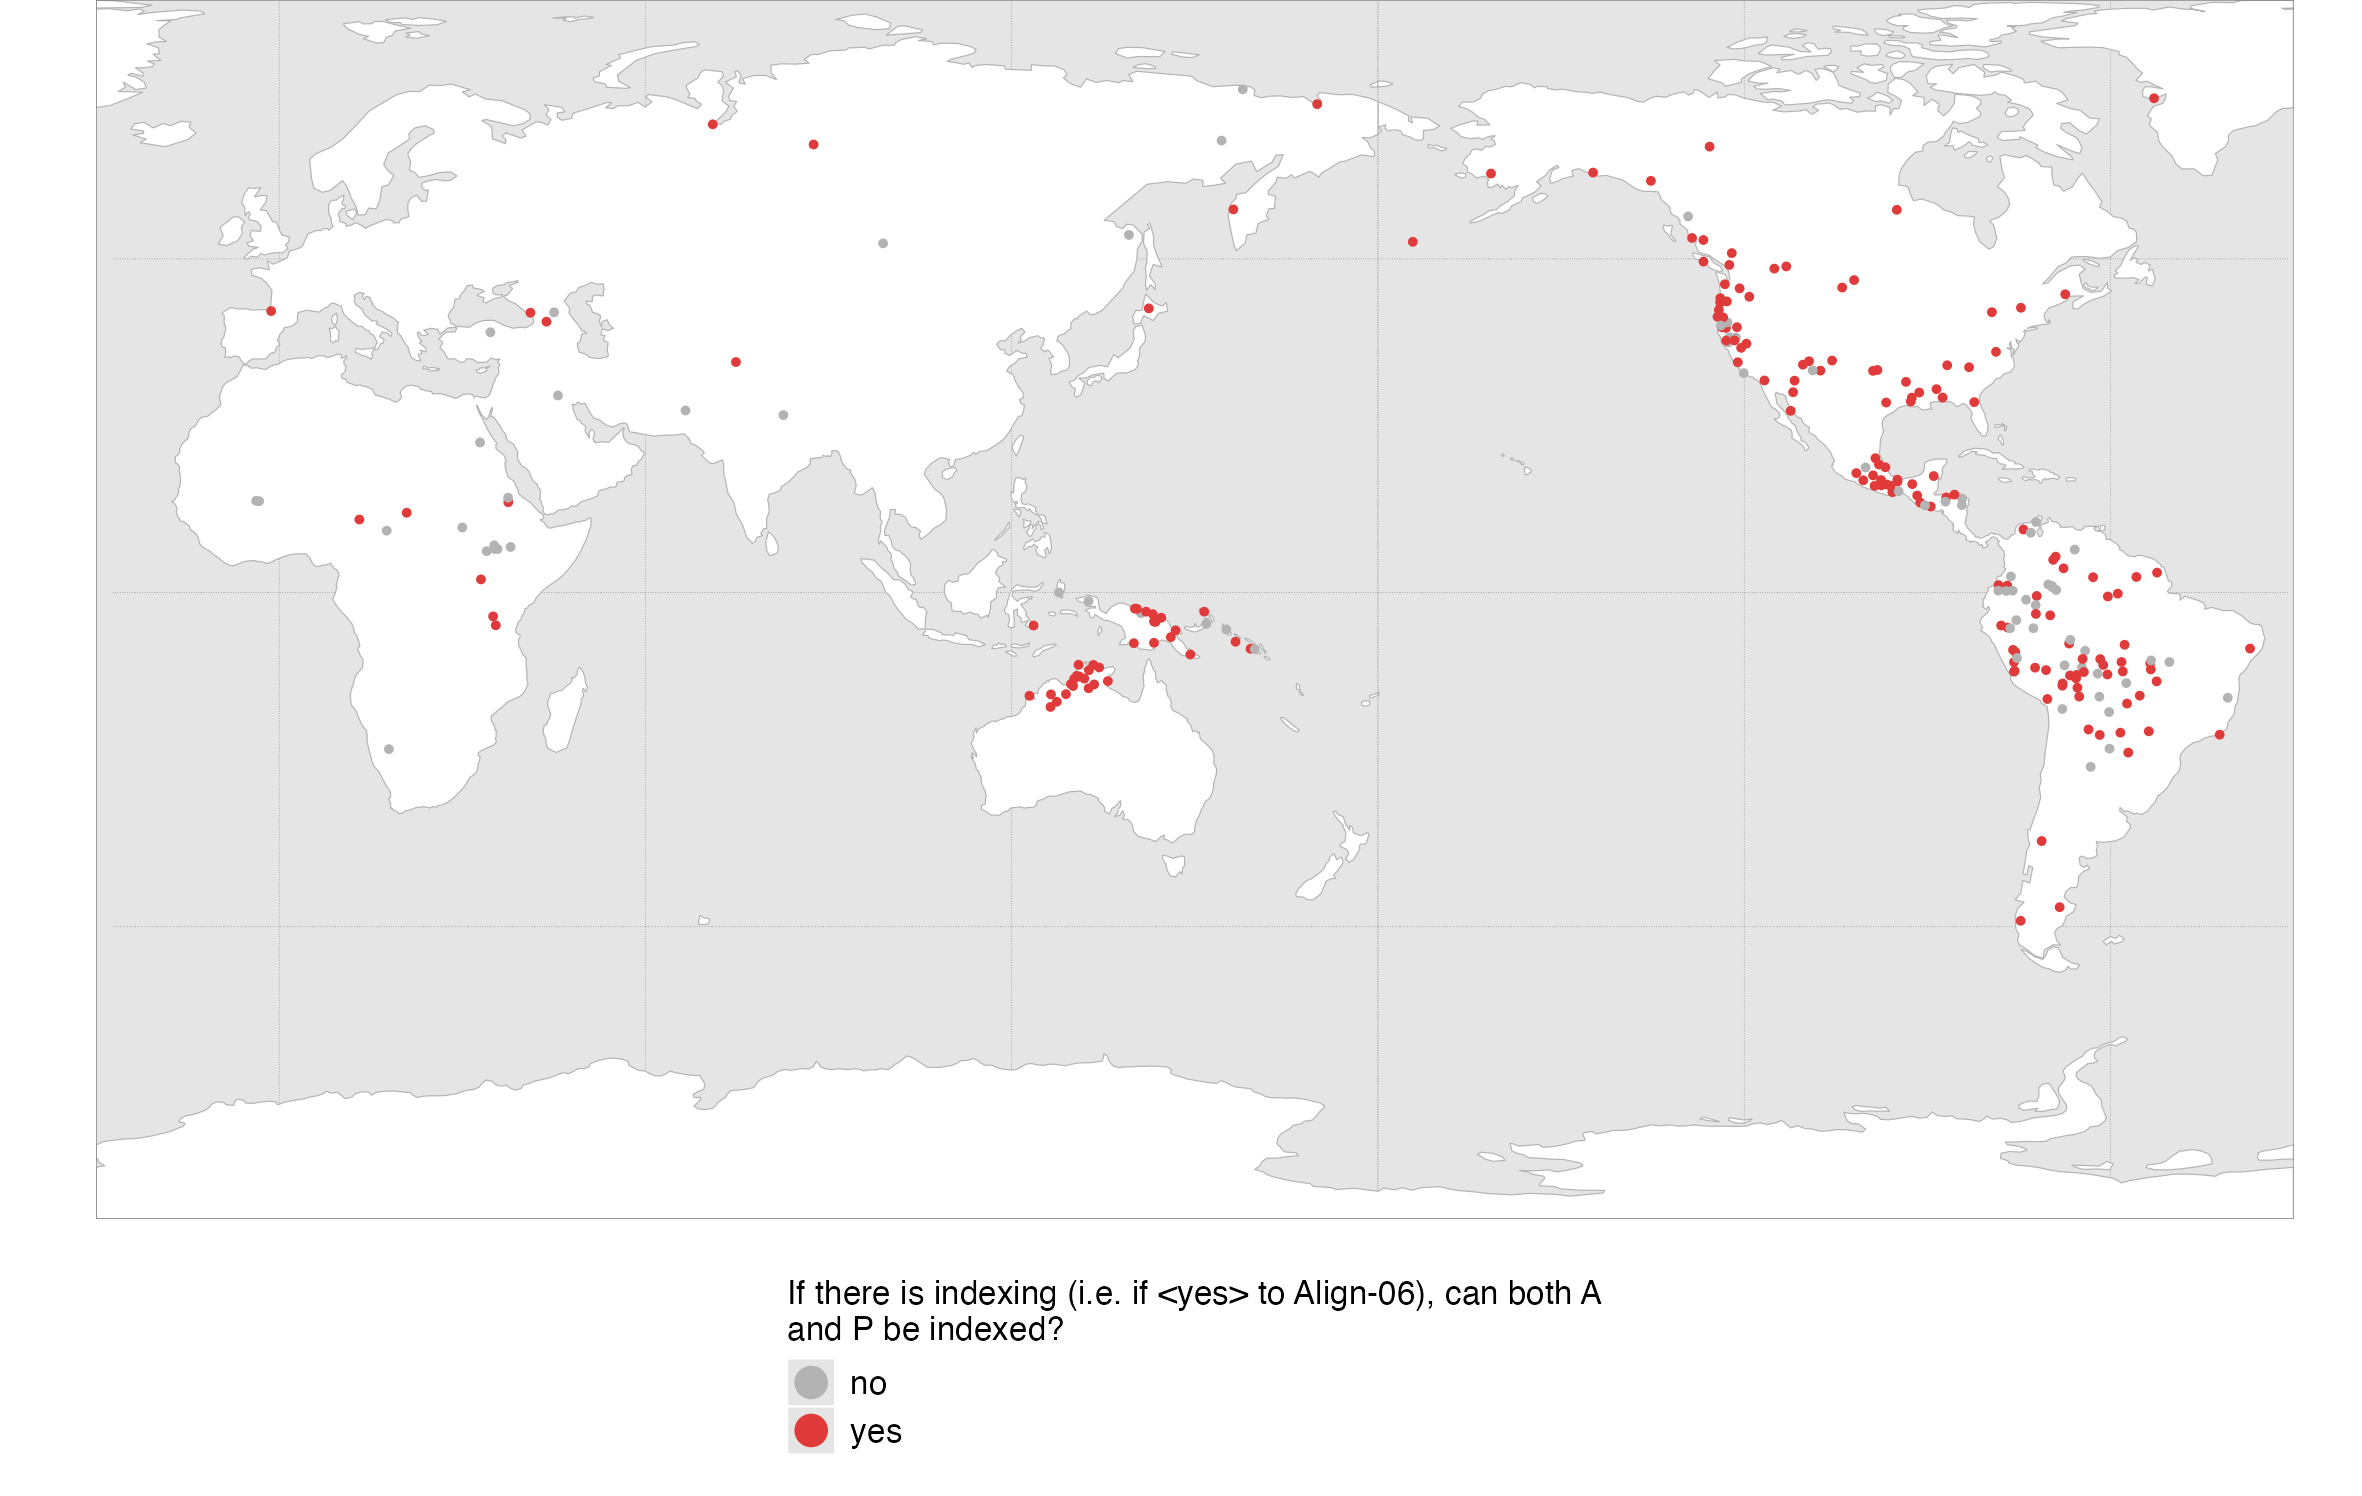 If there is indexing (i.e. if <yes> to Align-06), can both A
and P be indexed?
no
yes